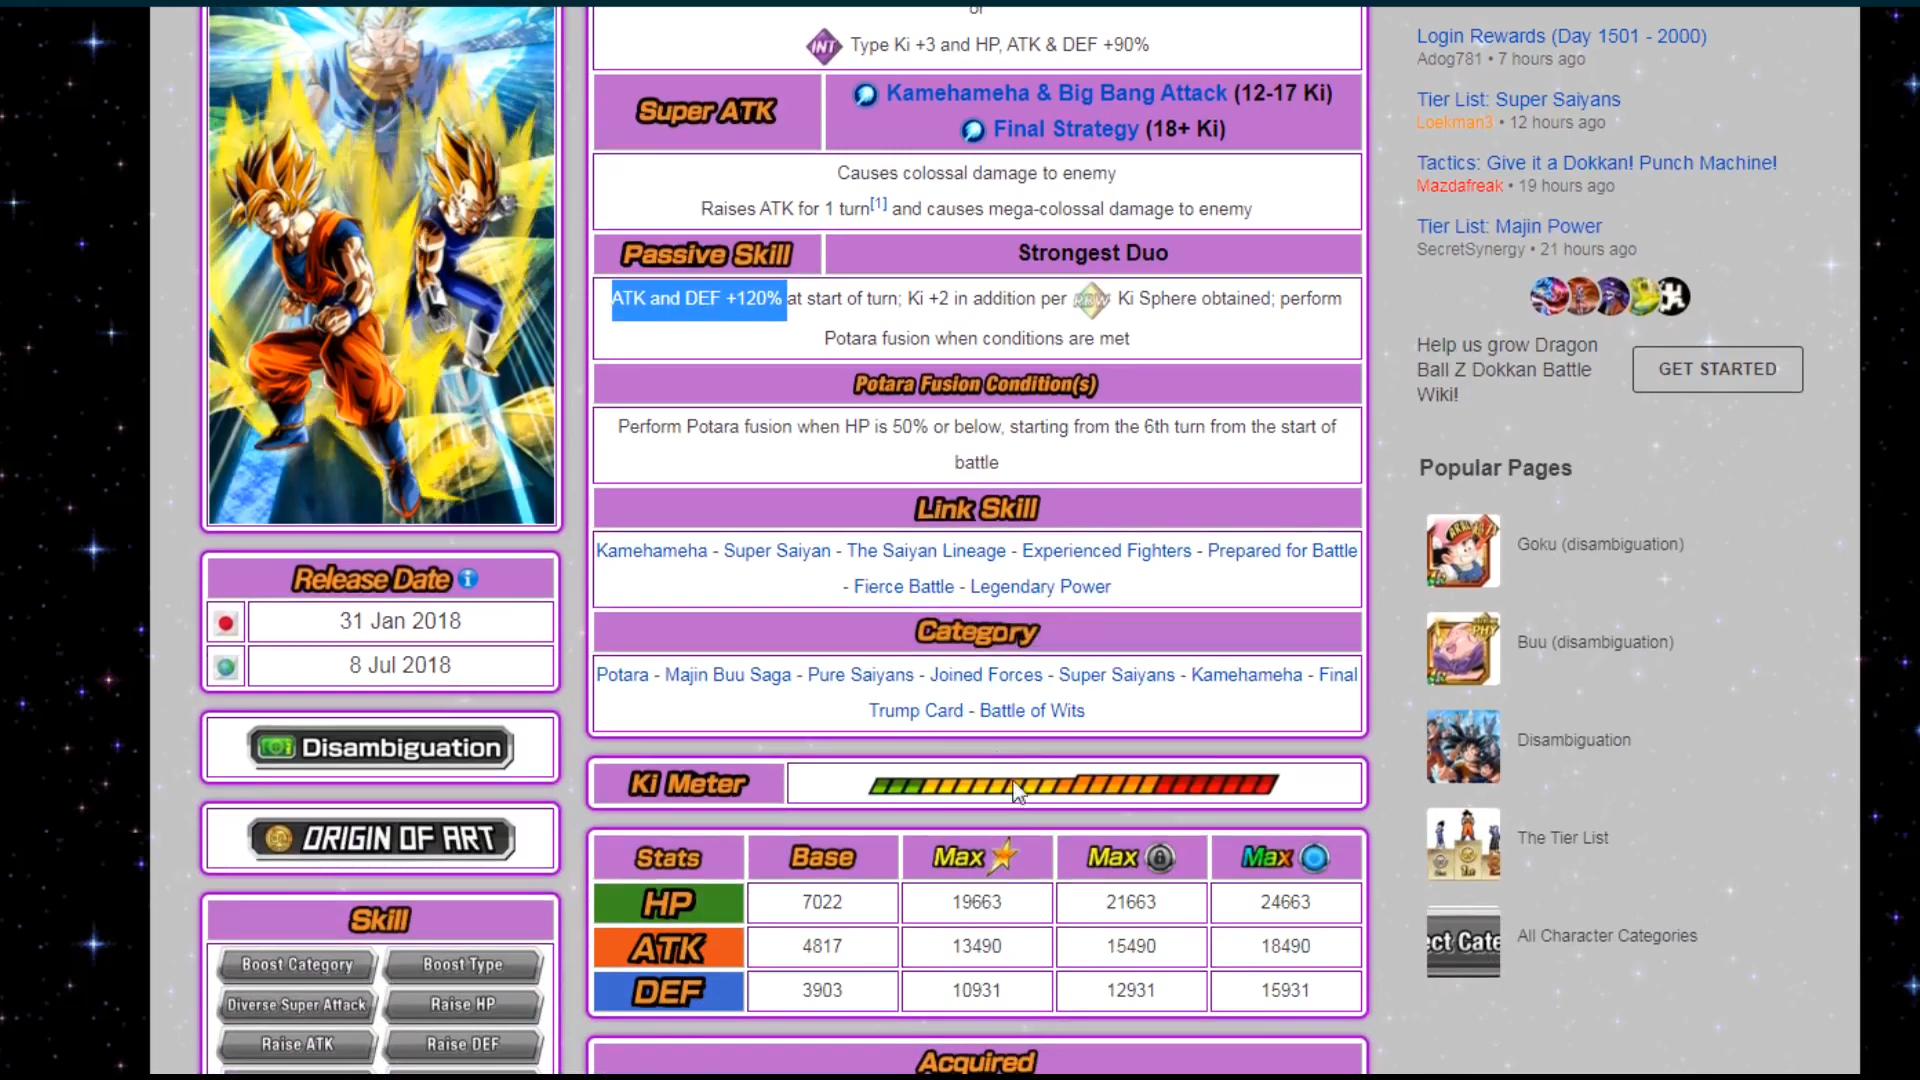 or
INT Type Ki +3 and HP, ATK & DEF +90%
Super ATK
Kamehameha & Big Bang Attack (12-17 Ki)
Final Strategy (18+ Ki)
Causes colossal damage to enemy
Raises ATK for 1 turn[1] and causes mega-colossal damage to enemy
Passive Skill
Strongest Duo
ATK and DEF +120% at start of turn; Ki +2 in addition per RBW Ki Sphere obtained; perform
Potara fusion when conditions are met
Potara Fusion Condition(s)
Perform Potara fusion when HP is 50% or below, starting from the 6th turn from the start of
battle
Link Skill
Kamehameha - Super Saiyan - The Saiyan Lineage - Experienced Fighters - Prepared for Battle
- Fierce Battle - Legendary Power
Category
Potara - Majin Buu Saga - Pure Saiyans - Joined Forces - Super Saiyans - Kamehameha - Final
Trump Card - Battle of Wits
Ki Meter
Stats Base Max Max Max
HP 7022 19663 21663 24663
ATK 4817 13490 15490 18490
DEF 3903 10931 12931 15931
Acquired
Release Date
31 Jan 2018
8 Jul 2018
Disambiguation
ORIGIN OF ART
Skill
Boost Category Boost Type
Diverse Super Attack Raise HP
Raise ATK Raise DEF
Login Rewards (Day 1501 - 2000)
Adog781 • 7 hours ago
Tier List: Super Saiyans
Loekman3 • 12 hours ago
Tactics: Give it a Dokkan! Punch Machine!
Mazdafreak • 19 hours ago
Tier List: Majin Power
SecretSynergy • 21 hours ago
Help us grow Dragon
Ball Z Dokkan Battle
Wiki!
GET STARTED
Popular Pages
Goku (disambiguation)
PHY
Buu (disambiguation)
Disambiguation
The Tier List
ect Cate
All Character Categories